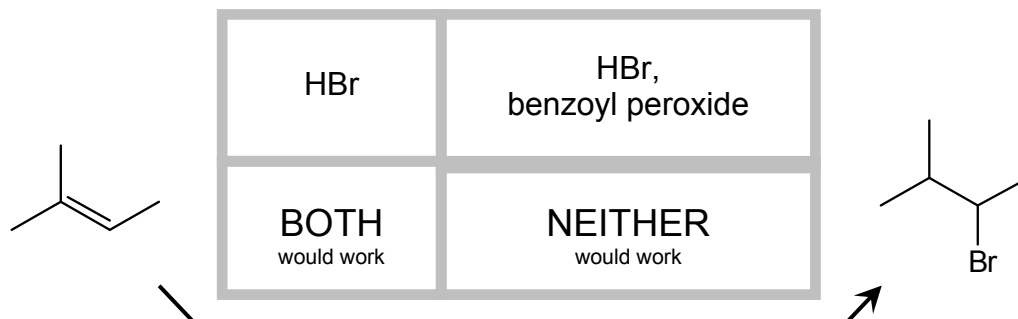 HBr
HBr,
benzoyl peroxide
BOTH
would work
NEITHER
would work
Br